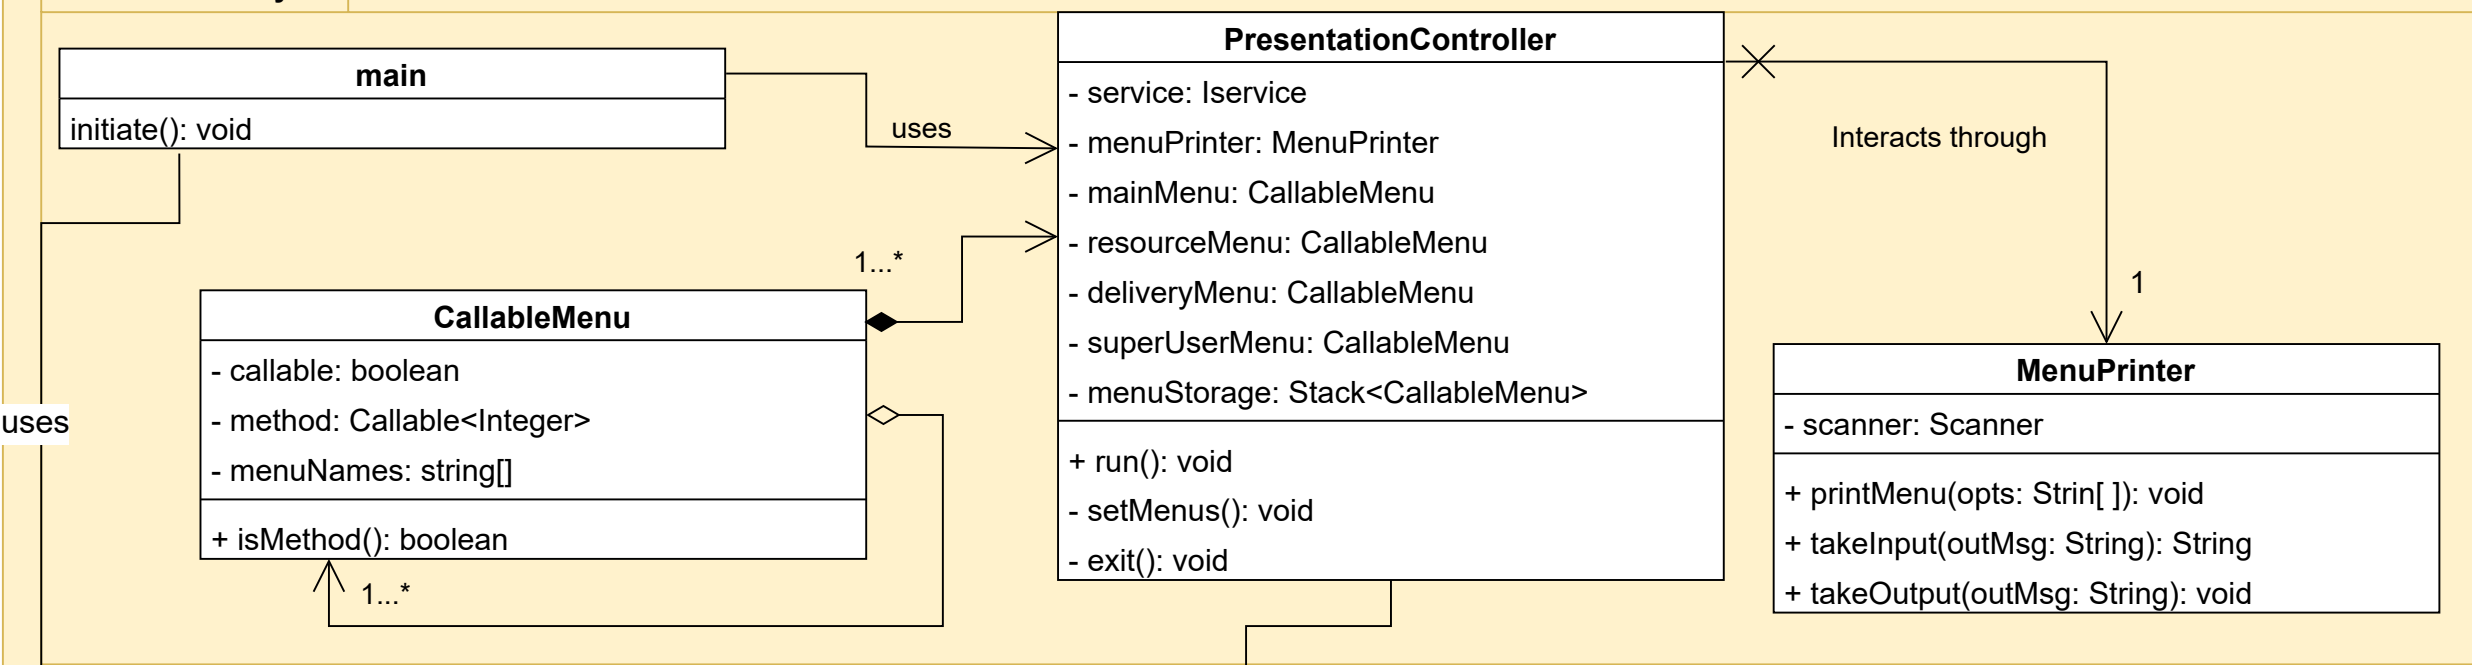 main
initiate(): void
uses
uses
CallableMenu
- callable: boolean
- method: Callable<Integer>
- menuNames: string[]
+ isMethod(): boolean
1...*
1...*
PresentationController
- service: Iservice
- menuPrinter: MenuPrinter
- mainMenu: CallableMenu
- resourceMenu: CallableMenu
- deliveryMenu: CallableMenu
- superUserMenu: CallableMenu
- menuStorage: Stack<CallableMenu>
+ run(): void
- setMenus(): void
- exit(): void
Interacts through
1
MenuPrinter
- scanner: Scanner
+ printMenu(opts: Strin[ ]): void
+ takeInput(outMsg: String): String
+ takeOutput(outMsg: String): void